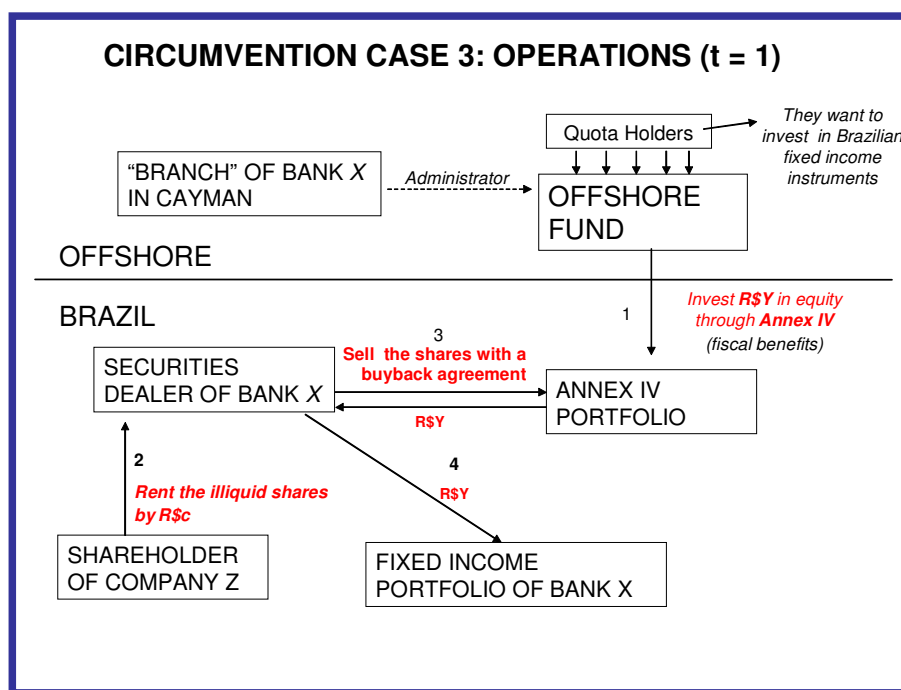 CIRCUMVENTION CASE 3: OPERATIONS (t = 1)
Quota Holders
They want to
invest in Brazilian
fixed income
instruments
“BRANCH” OF BANK X
IN CAYMAN
Administrator
OFFSHORE
FUND
OFFSHORE
BRAZIL
1
Invest R$Y in equity
through Annex IV
(fiscal benefits)
3
Sell the shares with a
buyback agreement
SECURITIES
DEALER OF BANK X
R$Y
ANNEX IV
PORTFOLIO
2
Rent the illiquid shares
by R$c
4
R$Y
SHAREHOLDER
OF COMPANY Z
FIXED INCOME
PORTFOLIO OF BANK X